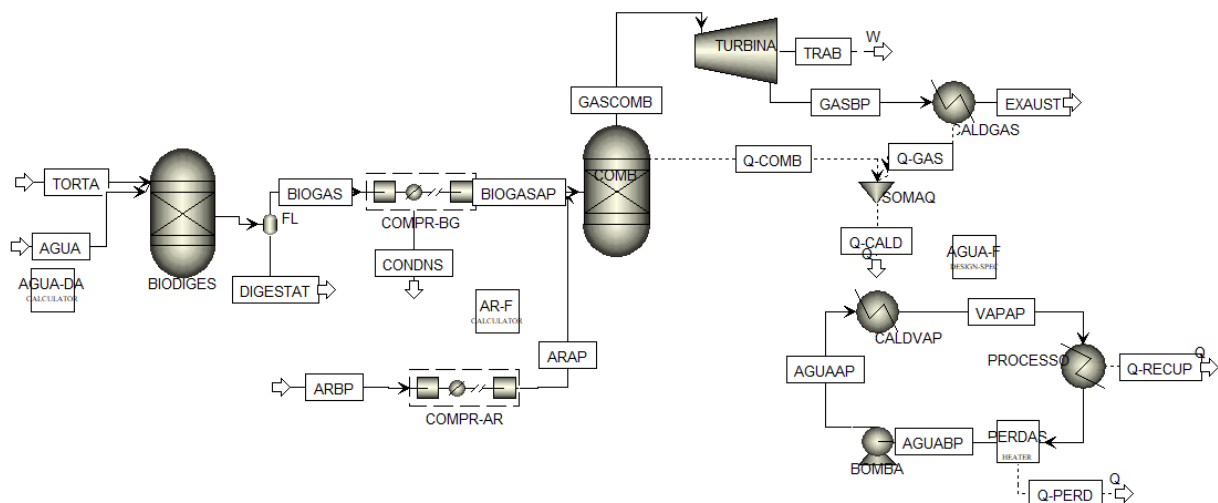 W
TURBINA
TRAB
GASCOMB
GASBP
EXAUST
CALDGAS
Q-COMB
Q-GAS
COMB
SOMAQ
TORTA
BIOGAS
BIOGASAP
FL
COMPR-BG
AGUA
Q-CALD
Q
AGUA-F
DESIGN-SPEC
CONDNS
AGUA-DA
CALCULATOR
BIODIGES
DIGESTAT
AR-F
CALCULATOR
VAPAP
CALDVAP
ARAP
PROCESSO
Q
AGUAAP
Q-RECUP
ARBP
COMPR-AR
AGUABP
PERDAS
HEATER
BOMBA
Q-PERD
Q